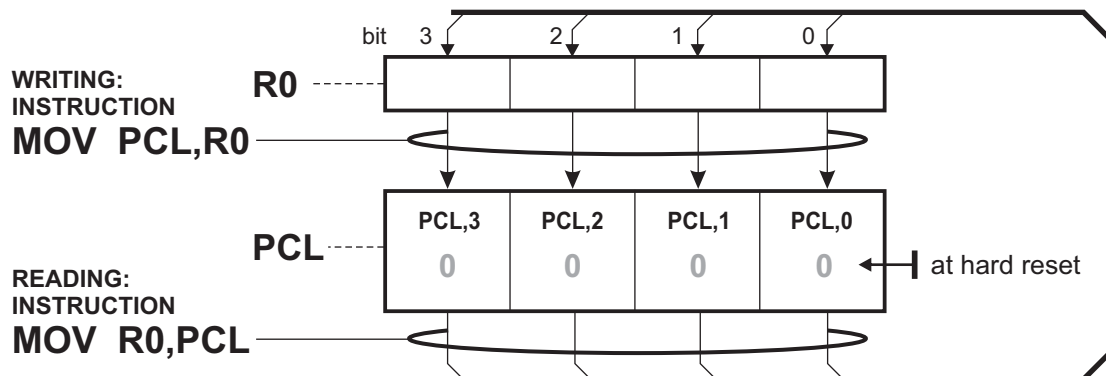 bit 3 2 1 0
WRITING:
INSTRUCTION
MOV PCL,R0
R0
PCL,3 PCL,2 PCL,1 PCL,0
PCL
0 0 0 0
at hard reset
READING:
INSTRUCTION
MOV R0,PCL